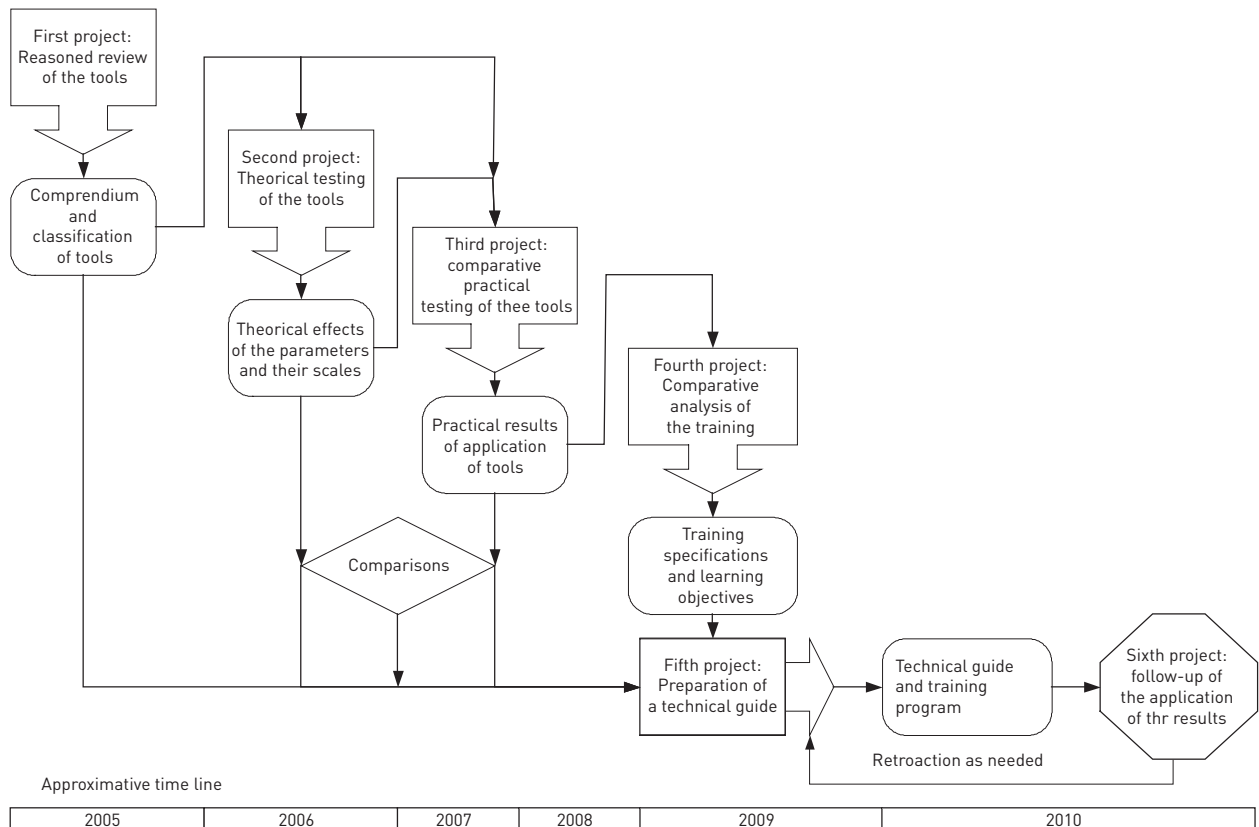 First project:
Reasoned review
of the tools
Comprendium
and
classification
of tools
Second project:
Theorical testing
of the tools
Theorical effects
of the parameters
and their scales
Third project:
comparative
practical
testing of thee tools
Practical results
of application
of tools
Comparisons
Fourth project:
Comparative
analysis of
the training
Training
specifications
and learning
objectives
Fifth project:
Preparation of
a technical guide
Technical guide
and training
program
Sixth project:
follow-up of
the application
of thr results
Retroaction as needed
Approximative time line
2005 2006 2007 2008 2009 2010